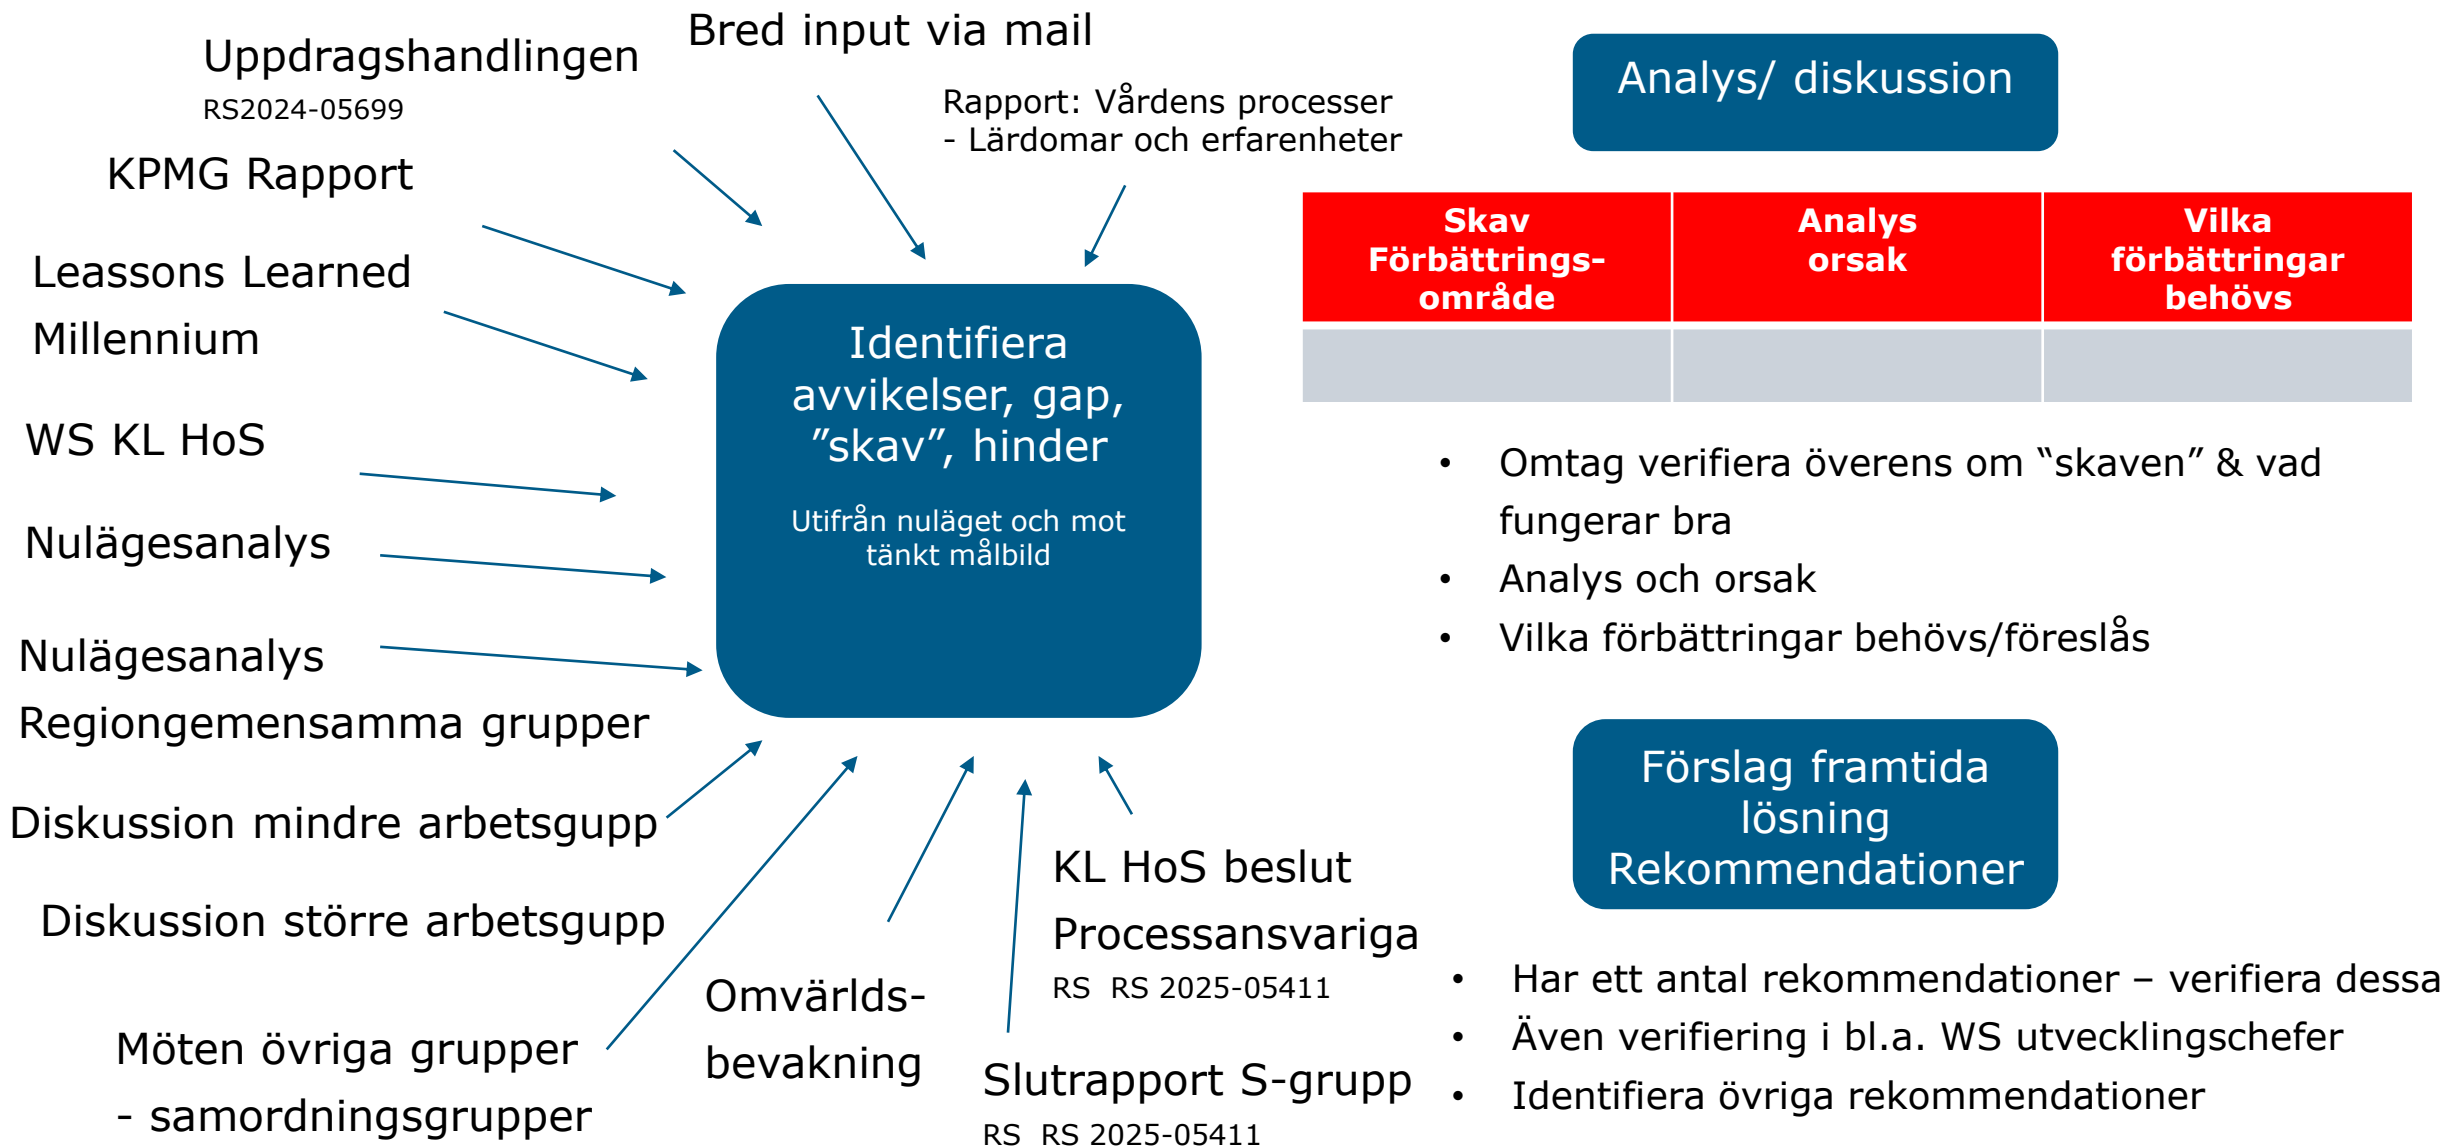 Bred input via mail
Uppdragshandlingen
RS2024-05699
Rapport: Vårdens processer
- Lärdomar och erfarenheter
KPMG Rapport
Leassons Learned
Millennium
WS KL HoS
Nulägesanalys
Nulägesanalys
Regiongemensamma grupper
Diskussion mindre arbetsgupp
Diskussion större arbetsgupp
Möten övriga grupper
- samordningsgrupper
Identifiera
avvikelser, gap,
”skav”, hinder
Utifrån nuläget och mot
tänkt målbild
Omvärlds-
bevakning
KL HoS beslut
Processansvariga
RS  RS 2025-05411
Slutrapport S-grupp
RS  RS 2025-05411
Analys/ diskussion
Skav
Förbättrings-
område
Analys
orsak
Vilka
förbättringar
behövs
• Omtag verifiera överens om “skaven” & vad
fungerar bra
• Analys och orsak
• Vilka förbättringar behövs/föreslås
Förslag framtida
lösning
Rekommendationer
• Har ett antal rekommendationer – verifiera dessa
• Även verifiering i bl.a. WS utvecklingschefer
• Identifiera övriga rekommendationer